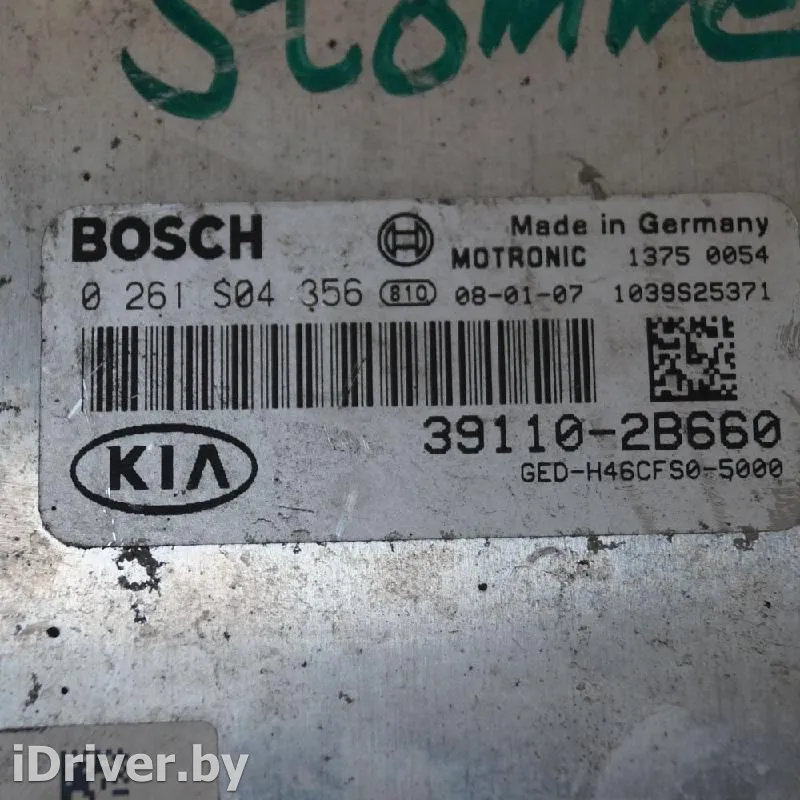 BOSCH
Made in Germany
MOTRONIC 1375 0054
0 261 S04 356 810 08-01-07 1039S25371
39110-2B660
KIA
GED-H46CFS0-5000
iDriver.by